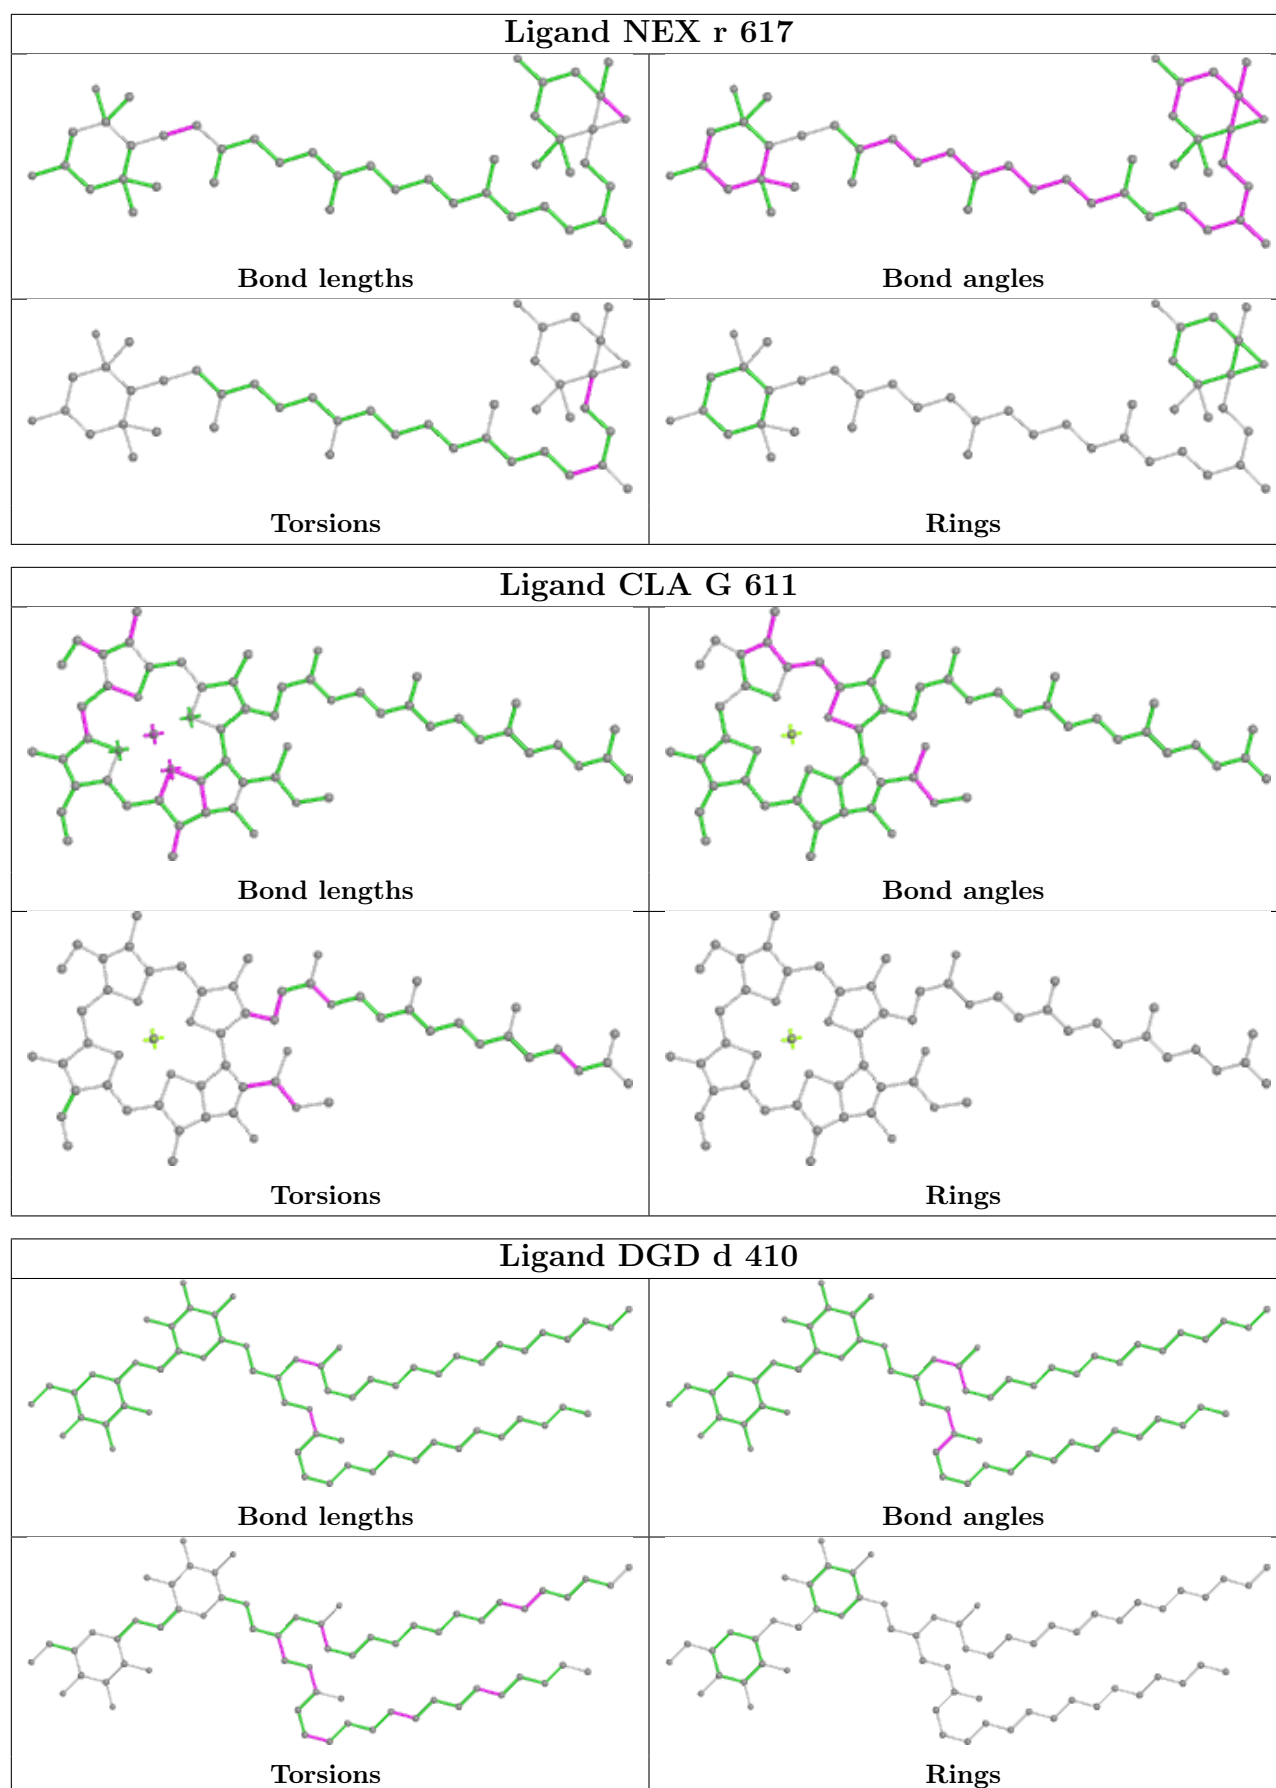 Ligand NEX r 617
Bond lengths
Bond angles
Torsions
Rings
Ligand CLA G 611
Bond lengths
Bond angles
Torsions
Rings
Ligand DGD d 410
Bond lengths
Bond angles
Torsions
Rings